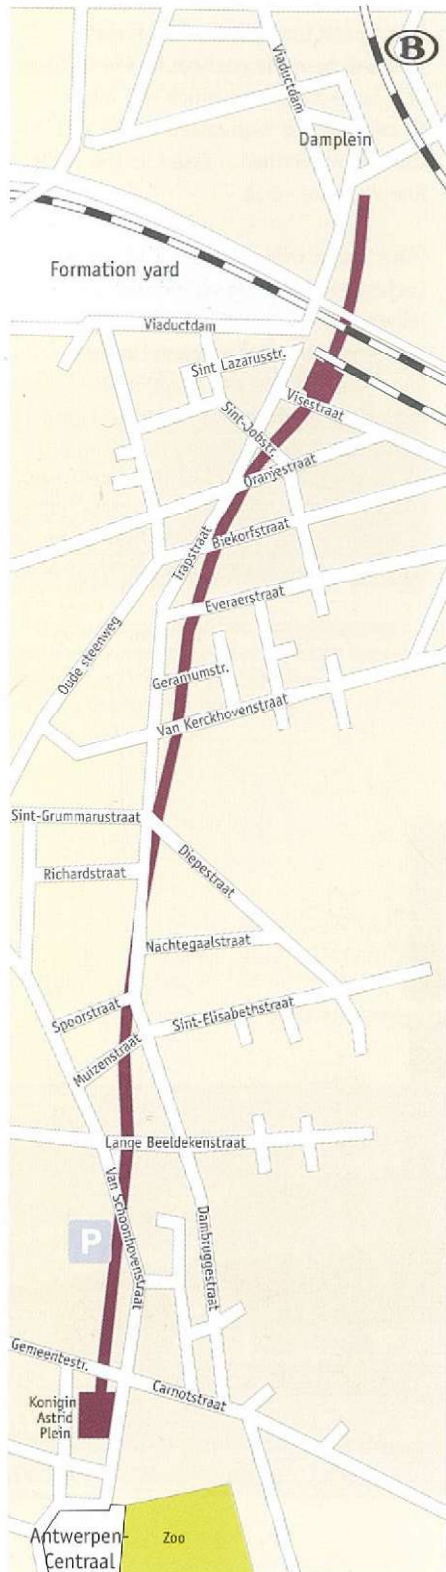 B
Viaductdam
Damplein
Formation yard
Viaductdam
Sint Lazarusstr.
Visestraat
Sint-Jobstr.
Oranjestraat
Trapstraat
Biekorfstraat
Everaerstraat
Oude steenweg
Geraniumstr.
Van Kerckhovenstraat
Sint-Grummarustraat
Diepestraat
Richardstraat
Nachtegaalstraat
Spoorstraat
Sint-Elisabethstraat
Muizenstraat
Lange Beeldekenstraat
Van Schoonhovenstraat
Dambruggestraat
P
Gemeentestr.
Carnotstraat
Konigin
Astrid
Plein
Antwerpen-
Centraal
Zoo